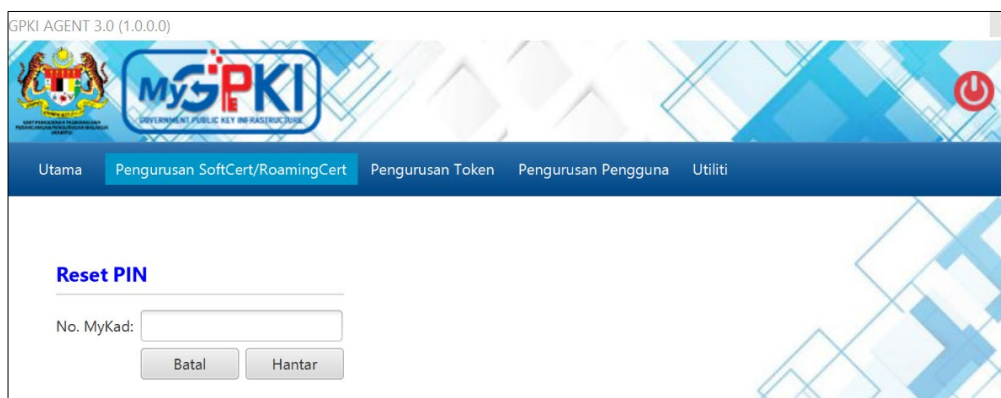 GPKI AGENT 3.0 (1.0.0.0)
MyGPKI
GOVERNMENT PUBLIC KEY INFRASTRUCTURE
Utama Pengurusan SoftCert/RoamingCert Pengurusan Token Pengurusan Pengguna Utiliti
Reset PIN
No. MyKad:
Batal Hantar